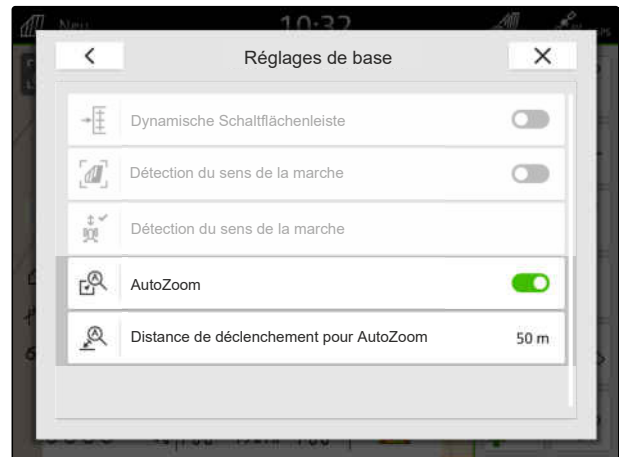 Neu 10:32
Réglages de base
Dynamische Schaltflächenleiste
Détection du sens de la marche
Détection du sens de la marche
AutoZoom
Distance de déclenchement pour AutoZoom 50 m